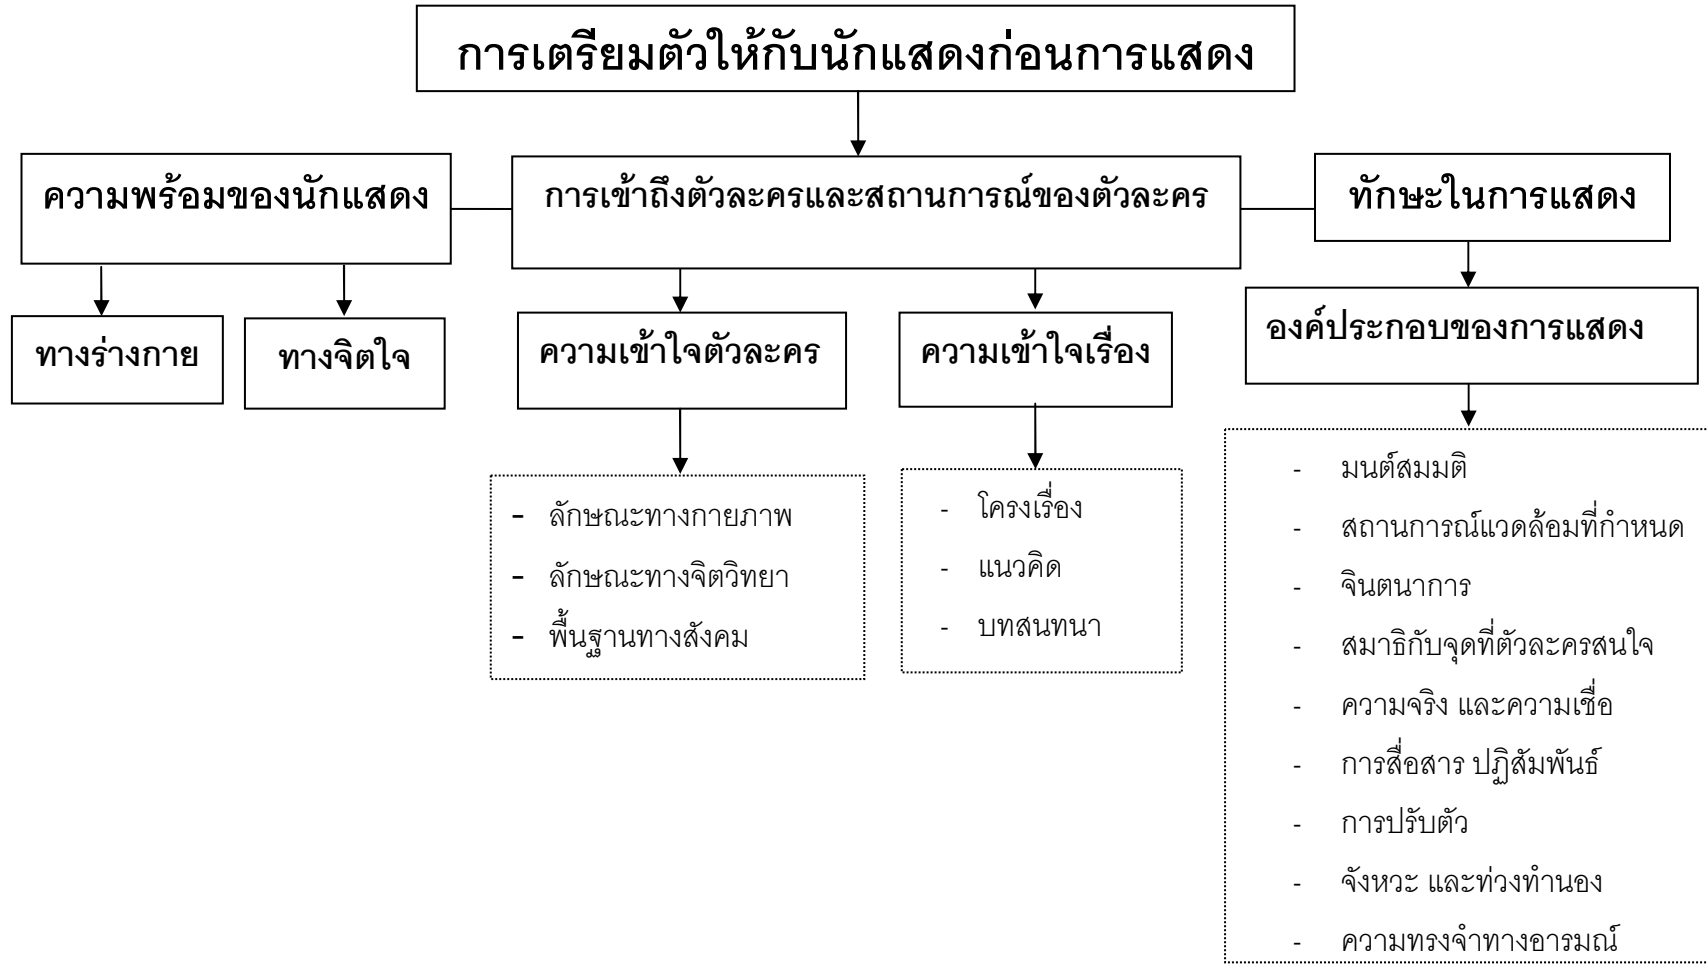 การเตรียมตัวให้กับนักแสดงก่อนการแสดง
ความพร้อมของนักแสดง
การเข้าถึงตัวละครและสถานการณ์ของตัวละคร
ทักษะในการแสดง
ทางร่างกาย
ทางจิตใจ
ความเข้าใจตัวละคร
ความเข้าใจเรื่อง
องค์ประกอบของการแสดง
- ลักษณะทางกายภาพ
- ลักษณะทางจิตวิทยา
- พื้นฐานทางสังคม
- โครงเรื่อง
- แนวคิด
- บทสนทนา
- มนต์สมมติ
- สถานการณ์แวดล้อมที่กำหนด
- จินตนาการ
- สมาธิกับจุดที่ตัวละครสนใจ
- ความจริง และความเชื่อ
- การสื่อสาร ปฏิสัมพันธ์
- การปรับตัว
- จังหวะ และท่วงทำนอง
- ความทรงจำทางอารมณ์